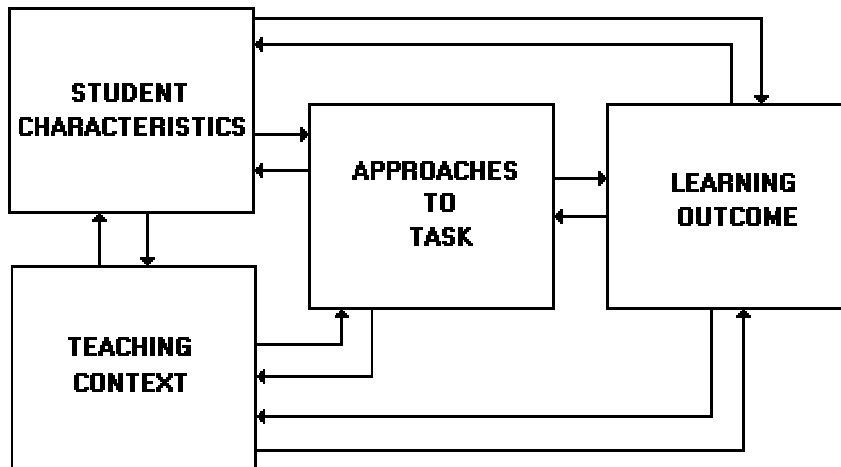 STUDENT
CHARACTERISTICS
APPROACHES
TO
TASK
LEARNING
OUTCOME
TEACHING
CONTEXT